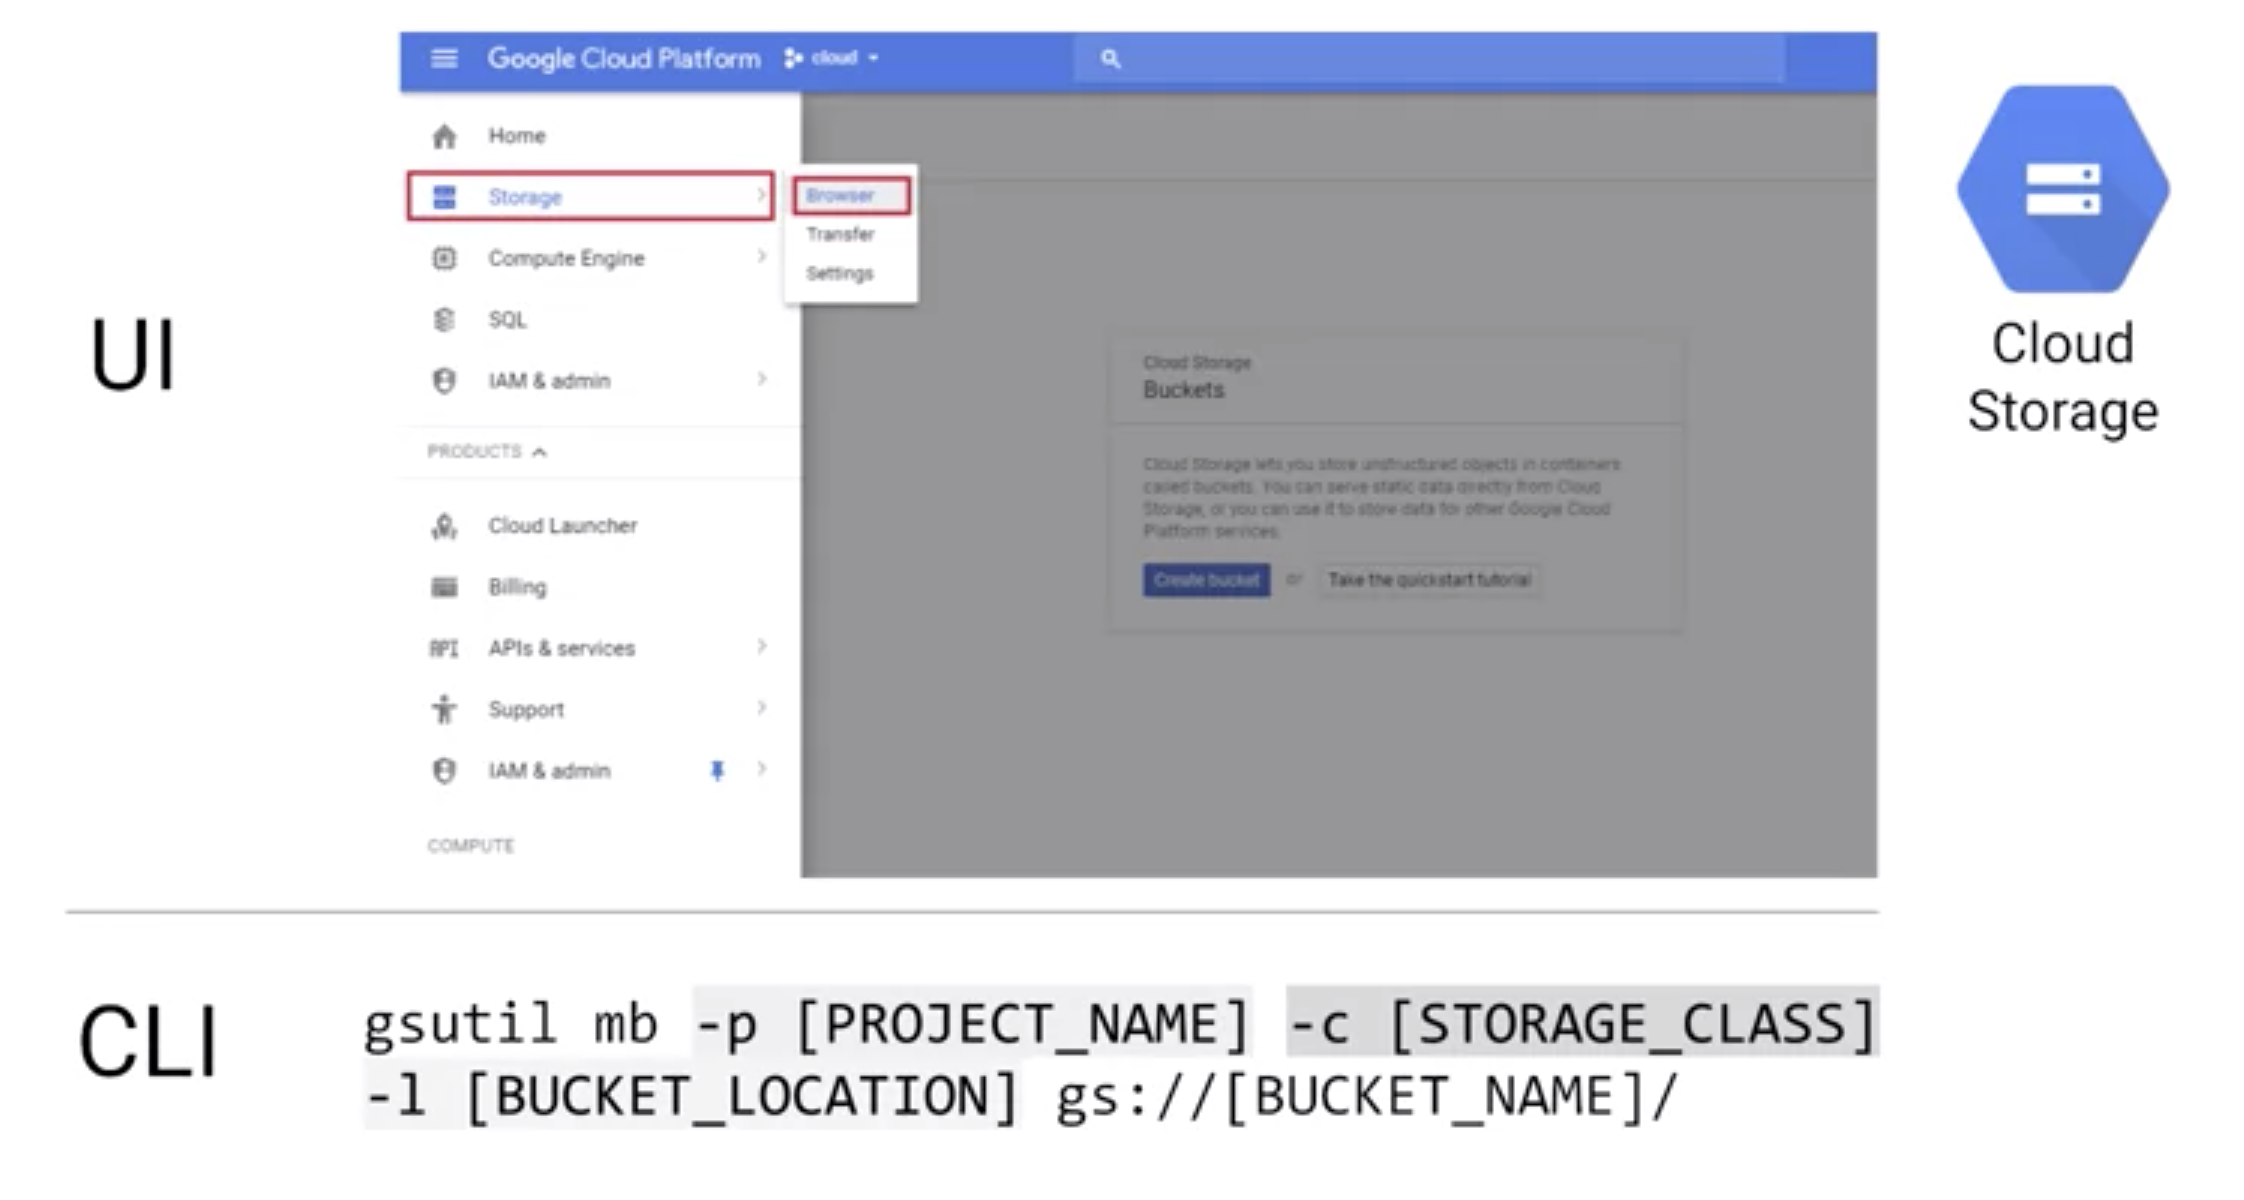 Google Cloud Platform cloud
Home
Storage
Browser
Transfer
Settings
Compute Engine
SQL
IAM & admin
PRODUCTS
Cloud Launcher
Billing
API APIs & services
Support
IAM & admin
COMPUTE
Cloud Storage
Buckets
Cloud Storage lets you store unstructured objects in containers
called buckets. You can serve static data directly from Cloud
Storage, or you can use it to store data for other Google Cloud
Platform services.
Create bucket or Take the quickstart tutorial
UI
Cloud
Storage
CLI
gsutil mb -p [PROJECT_NAME] -c [STORAGE_CLASS]
-l [BUCKET_LOCATION] gs://[BUCKET_NAME]/